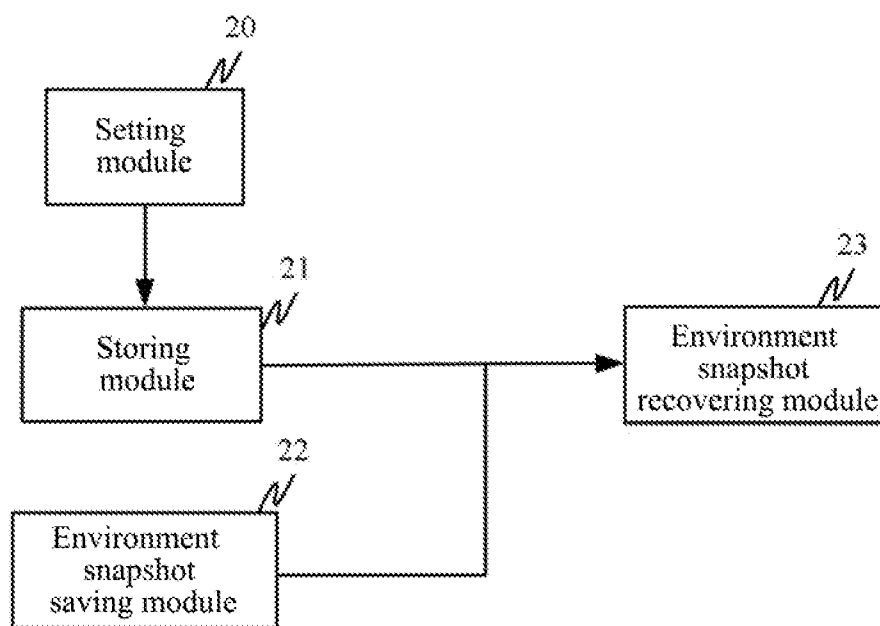 20
Setting
module
21
Storing
module
23
Environment
snapshot
recovering module
22
Environment
snapshot
saving module